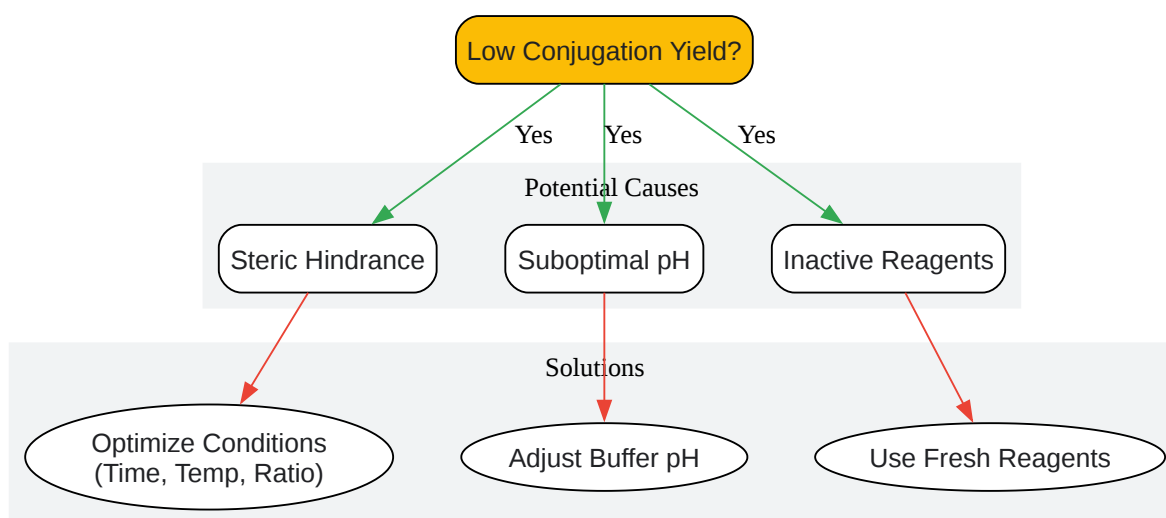 Low Conjugation Yield?
Yes
Yes
Yes
Potential Causes
Steric Hindrance
Suboptimal pH
Inactive Reagents
Solutions
Optimize Conditions
(Time, Temp, Ratio)
Adjust Buffer pH
Use Fresh Reagents